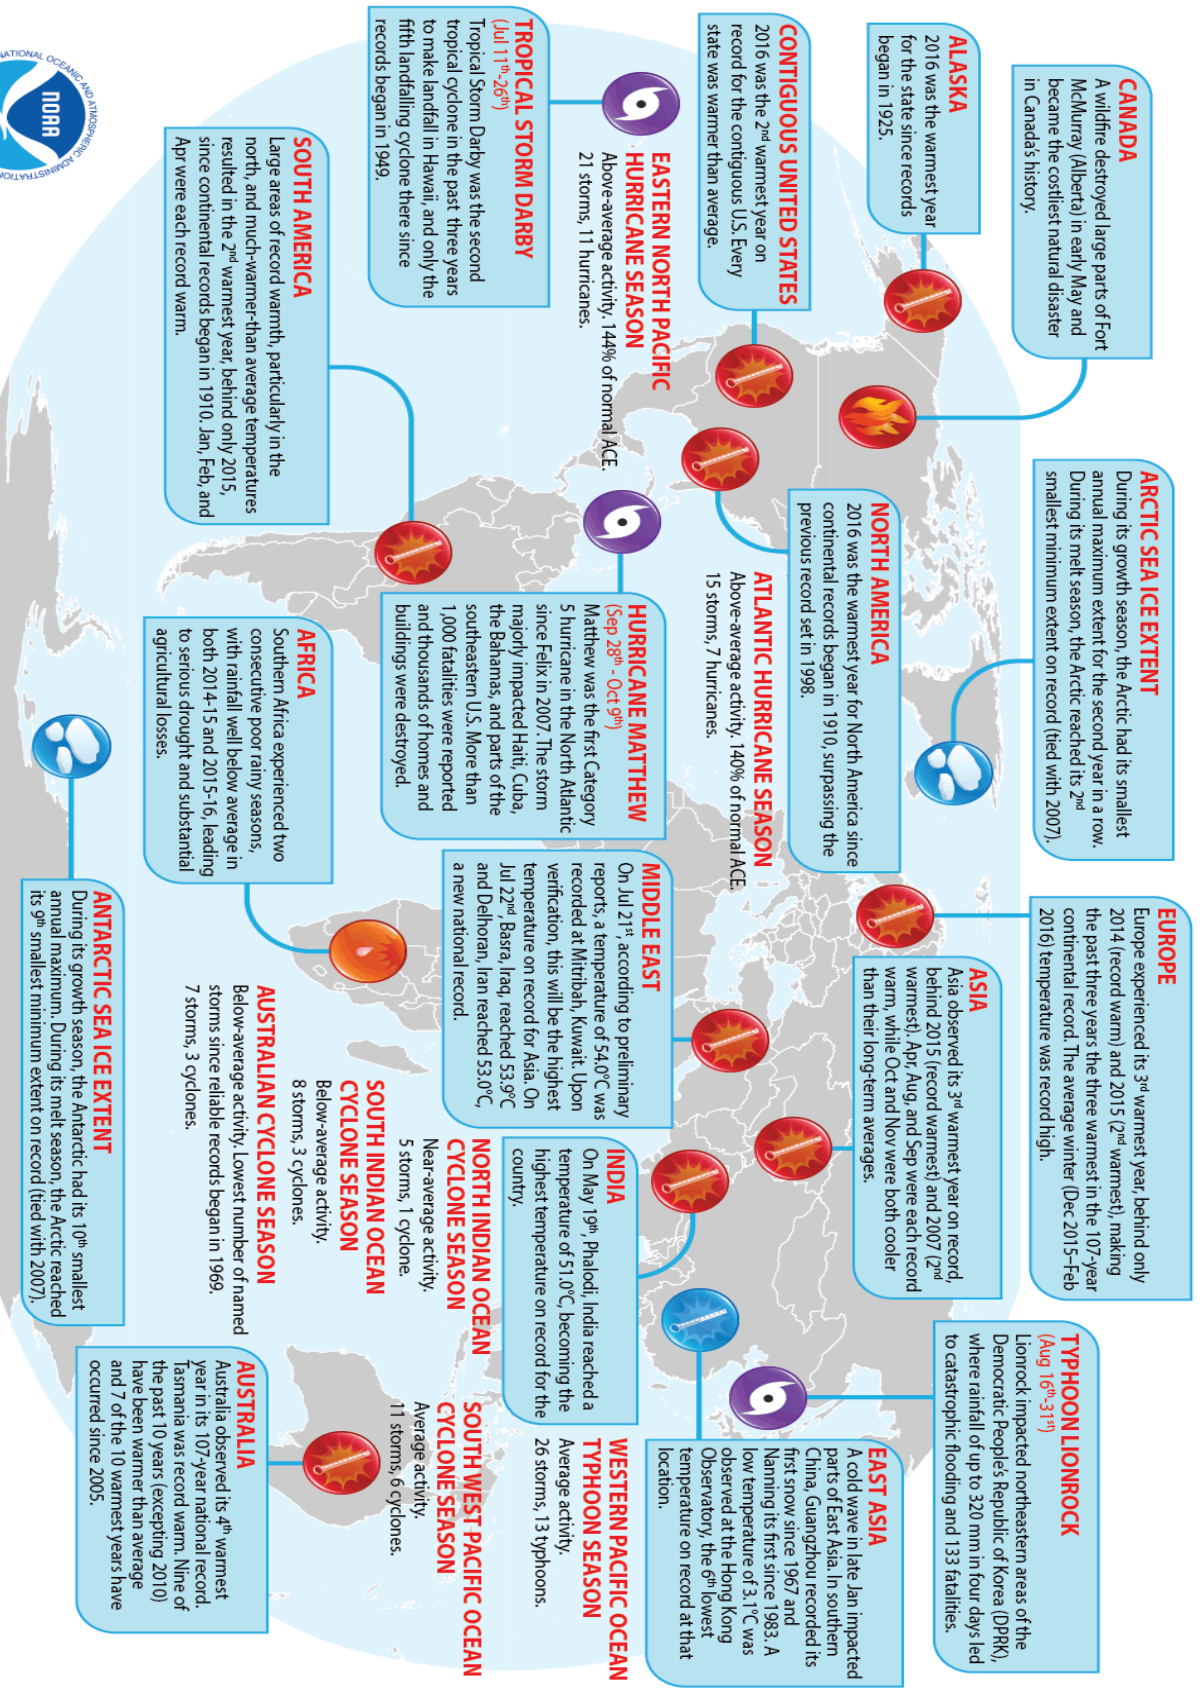 CANADA
A wildfire destroyed large parts of Fort
McMurray (Alberta) in early May and
became the costliest natural disaster
in Canada's history.
ARCTIC SEA ICE EXTENT
During its growth season, the Arctic had its smallest
annual maximum extent for the second year in a row.
During its melt season, the Arctic reached its 2nd
smallest minimum extent on record (tied with 2007).
EUROPE
Europe experienced its 3rd warmest year, behind only
2014 (record warm) and 2015 (2nd warmest), making
the past three years the three warmest in the 107-year
continental record. The average winter (Dec 2015–Feb
2016) temperature was record high.
TYPHOON LIONROCK
(Aug 16th-31st)
Lionrock impacted northeastern areas of the
Democratic People's Republic of Korea (DPRK),
where rainfall of up to 320 mm in four days led
to catastrophic flooding and 133 fatalities.
ALASKA
2016 was the warmest year
for the state since records
began in 1925.
NORTH AMERICA
2016 was the warmest year for North America since
continental records began in 1910, surpassing the
previous record set in 1998.
ASIA
Asia observed its 3rd warmest year on record,
behind 2015 (record warmest) and 2007 (2nd
warmest). Apr, Aug, and Sep were each record
warm, while Oct and Nov were both cooler
than their long-term averages.
EAST ASIA
A cold wave in late Jan impacted
parts of East Asia. In southern
China, Guangzhou recorded its
first snow since 1967 and
Nanning its first since 1983. A
low temperature of 3.1°C was
observed at the Hong Kong
Observatory, the 6th lowest
temperature on record at that
location.
CONTIGUOUS UNITED STATES
2016 was the 2nd warmest year on
record for the contiguous U.S. Every
state was warmer than average.
ATLANTIC HURRICANE SEASON
Above-average activity. 140% of normal ACE.
15 storms, 7 hurricanes.
EASTERN NORTH PACIFIC
HURRICANE SEASON
Above-average activity. 144% of normal ACE.
21 storms, 11 hurricanes.
HURRICANE MATTHEW
(Sep 28th - Oct 9th)
Matthew was the first Category
5 hurricane in the North Atlantic
since Felix in 2007. The storm
majorly impacted Haiti, Cuba,
the Bahamas, and parts of the
southeastern U.S. More than
1,000 fatalities were reported
and thousands of homes and
buildings were destroyed.
MIDDLE EAST
On Jul 21st, according to preliminary
reports, a temperature of 54.0°C was
recorded at Mitribah, Kuwait. Upon
verification, this will be the highest
temperature on record for Asia. On
Jul 22nd, Basra, Iraq, reached 53.9°C
and Delhoran, Iran reached 53.0°C,
a new national record.
INDIA
On May 19th, Phalodi, India reached a
temperature of 51.0°C, becoming the
highest temperature on record for the
country.
WESTERN PACIFIC OCEAN
TYPHOON SEASON
Average activity.
26 storms, 13 typhoons.
TROPICAL STORM DARBY
(Jul 11th-26th)
Tropical Storm Darby was the second
tropical cyclone in the past three years
to make landfall in Hawaii, and only the
fifth landfalling cyclone there since
records began in 1949.
NORTH INDIAN OCEAN
CYCLONE SEASON
Near-average activity.
5 storms, 1 cyclone.
SOUTH WEST PACIFIC OCEAN
CYCLONE SEASON
Average activity.
11 storms, 6 cyclones.
SOUTH INDIAN OCEAN
CYCLONE SEASON
Below-average activity.
8 storms, 3 cyclones.
SOUTH AMERICA
Large areas of record warmth, particularly in the
north, and much-warmer-than average temperatures
resulted in the 2nd warmest year, behind only 2015,
since continental records began in 1910. Jan, Feb, and
Apr were each record warm.
AFRICA
Southern Africa experienced two
consecutive poor rainy seasons,
with rainfall well below average in
both 2014-15 and 2015-16, leading
to serious drought and substantial
agricultural losses.
AUSTRALIAN CYCLONE SEASON
Below-average activity. Lowest number of named
storms since reliable records began in 1969.
7 storms, 3 cyclones.
AUSTRALIA
Australia observed its 4th warmest
year in its 107-year national record.
Tasmania was record warm. Nine of
the past 10 years (excepting 2010)
have been warmer than average
and 7 of the 10 warmest years have
occurred since 2005.
ANTARCTIC SEA ICE EXTENT
During its growth season, the Antarctic had its 10th smallest
annual maximum. During its melt season, the Arctic reached
its 9th smallest minimum extent on record (tied with 2007).
NATIONAL OCEANIC AND ATMOSPHERIC ADMINISTRATION
NOAA